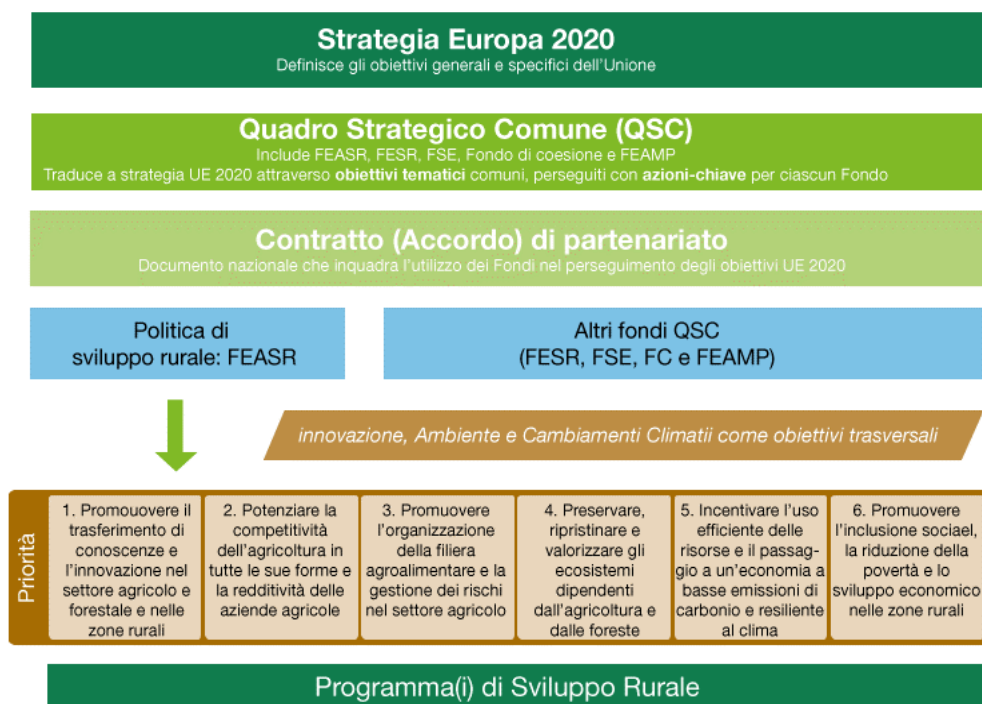 Strategia Europa 2020
Definisce gli obiettivi generali e specifici dell'Unione
Quadro Strategico Comune (QSC)
Include FEASR, FESR, FSE, Fondo di coesione e FEAMP
Traduce a strategia UE 2020 attraverso obiettivi tematici comuni, perseguiti con azioni-chiave per ciascun Fondo
Contratto (Accordo) di partenariato
Documento nazionale che inquadra l'utilizzo dei Fondi nel perseguimento degli obiettivi UE 2020
Politica di
sviluppo rurale: FEASR
Altri fondi QSC
(FESR, FSE, FC e FEAMP)
innovazione, Ambiente e Cambiamenti Climatii come obiettivi trasversali
Priorità
1. Promouovere il
trasferimento di
conoscenze e
l'innovazione nel
settore agricolo e
forestale e nelle
zone rurali
2. Potenziare la
competitività
dell'agricoltura in
tutte le sue forme e
la redditività delle
aziende agricole
3. Promuovere
l'organizzazione
della filiera
agroalimentare e la
gestione dei rischi
nel settore agricolo
4. Preservare,
ripristinare e
valorizzare gli
ecosistemi
dipendenti
dall'agricoltura e
dalle foreste
5. Incentivare l'uso
efficiente delle
risorse e il passag-
gio a un'economia a
basse emissioni di
carbonio e resiliente
al clima
6. Promuovere
l'inclusione sociael,
la riduzione della
povertà e lo
sviluppo economico
nelle zone rurali
Programma(i) di Sviluppo Rurale